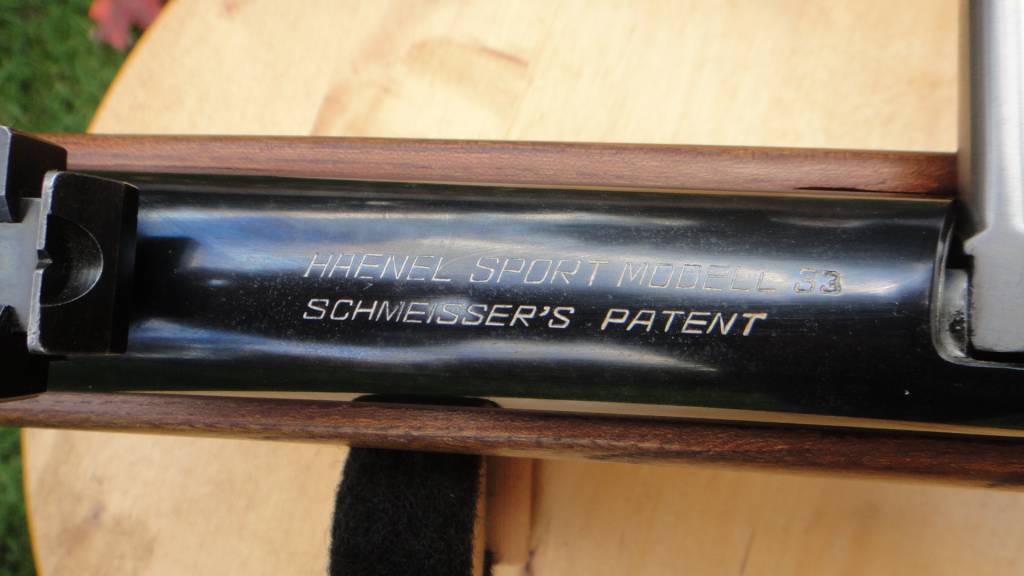 HAENEL SPORT MODELL 33
SCHMEISSER'S PATENT